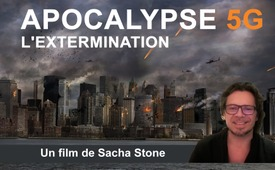 APOCALYPSE 5G
L'EXTERMINATION
Un film de Sacha Stone